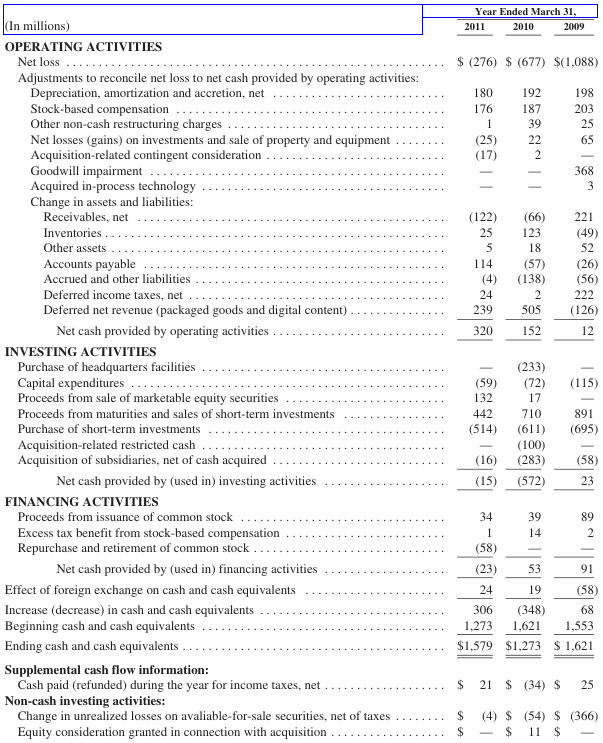 Year Ended March 31,
(In millions) 2011 2010 2009
OPERATING ACTIVITIES
Net loss $ (276) $ (677) $(1,088)
Adjustments to reconcile net loss to net cash provided by operating activities:
Depreciation, amortization and accretion, net 180 192 198
Stock-based compensation 176 187 203
Other non-cash restructuring charges 1 39 25
Net losses (gains) on investments and sale of property and equipment (25) 22 65
Acquisition-related contingent consideration (17) 2 —
Goodwill impairment — — 368
Acquired in-process technology — — 3
Change in assets and liabilities:
Receivables, net (122) (66) 221
Inventories 25 123 (49)
Other assets 5 18 52
Accounts payable 114 (57) (26)
Accrued and other liabilities (4) (138) (56)
Deferred income taxes, net 24 2 222
Deferred net revenue (packaged goods and digital content) 239 505 (126)
Net cash provided by operating activities 320 152 12
INVESTING ACTIVITIES
Purchase of headquarters facilities — (233) —
Capital expenditures (59) (72) (115)
Proceeds from sale of marketable equity securities 132 17 —
Proceeds from maturities and sales of short-term investments 442 710 891
Purchase of short-term investments (514) (611) (695)
Acquisition-related restricted cash — (100) —
Acquisition of subsidiaries, net of cash acquired (16) (283) (58)
Net cash provided by (used in) investing activities (15) (572) 23
FINANCING ACTIVITIES
Proceeds from issuance of common stock 34 39 89
Excess tax benefit from stock-based compensation 1 14 2
Repurchase and retirement of common stock (58) — —
Net cash provided by (used in) financing activities (23) 53 91
Effect of foreign exchange on cash and cash equivalents 24 19 (58)
Increase (decrease) in cash and cash equivalents 306 (348) 68
Beginning cash and cash equivalents 1,273 1,621 1,553
Ending cash and cash equivalents $1,579 $1,273 $ 1,621
Supplemental cash flow information:
Cash paid (refunded) during the year for income taxes, net $ 21 $ (34) $ 25
Non-cash investing activities:
Change in unrealized losses on avaliable-for-sale securities, net of taxes $ (4) $ (54) $ (366)
Equity consideration granted in connection with acquisition $ — $ 11 $ —